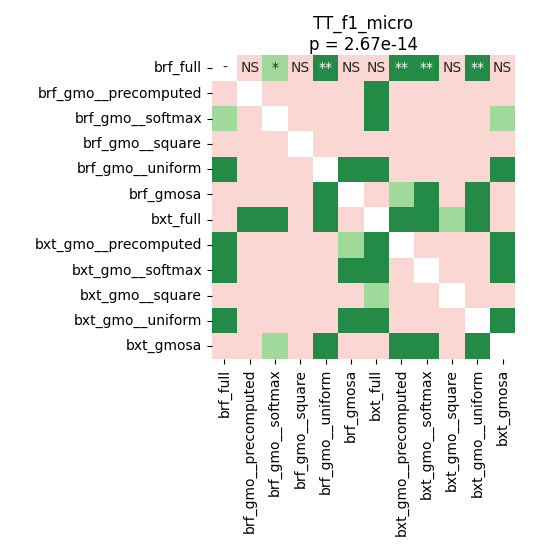 TT_f1_micro
p = 2.67e-14
brf_full - NS * NS ** NS NS ** ** NS ** NS
brf_gmo__precomputed
brf_gmo__softmax
brf_gmo__square
brf_gmo__uniform
brf_gmosa
bxt_full
bxt_gmo__precomputed
bxt_gmo__softmax
bxt_gmo__square
bxt_gmo__uniform
bxt_gmosa
brf_full
brf_gmo__precomputed
brf_gmo__softmax
brf_gmo__square
brf_gmo__uniform
brf_gmosa
bxt_full
bxt_gmo__precomputed
bxt_gmo__softmax
bxt_gmo__square
bxt_gmo__uniform
bxt_gmosa